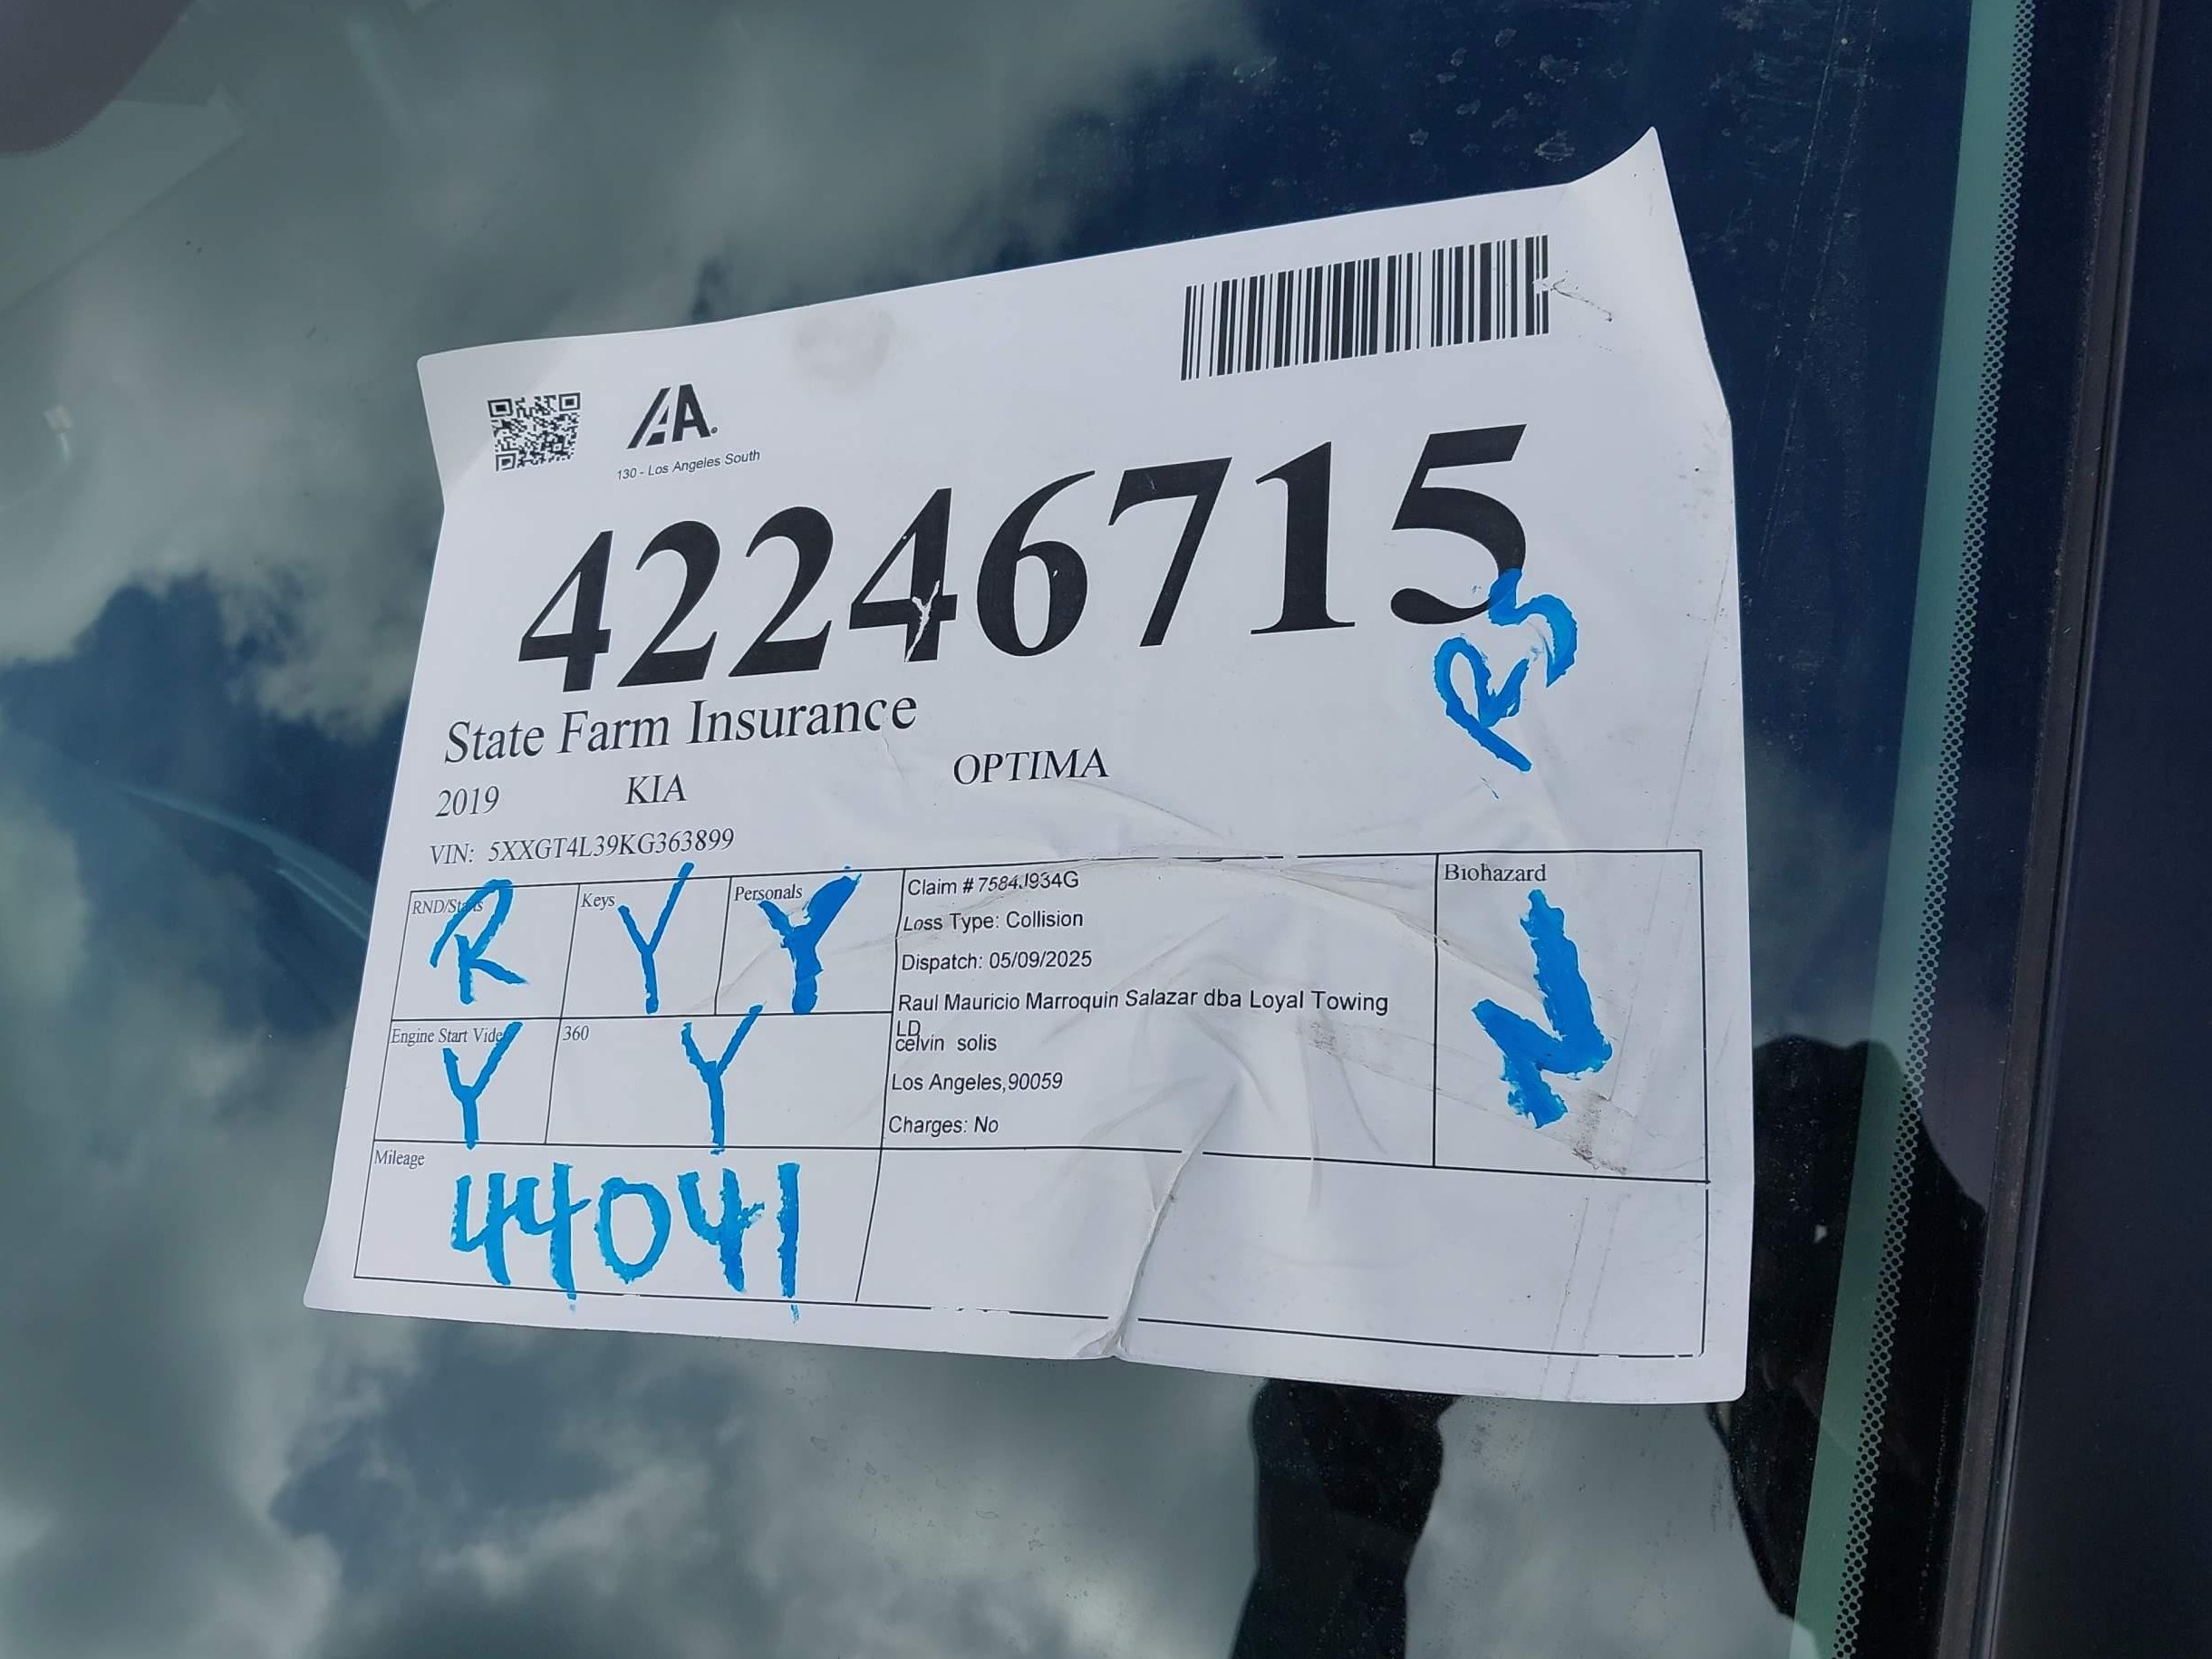 IAA.
130 - Los Angeles South
42246715
R5
State Farm Insurance
2019 KIA OPTIMA
VIN: 5XXGT4L39KG363899
RND/Starts R
Keys Y
Personals Y
Claim # 7584J934G
Loss Type: Collision
Dispatch: 05/09/2025
Raul Mauricio Marroquin Salazar dba Loyal Towing
LD
celvin solis
Los Angeles,90059
Charges: No
Biohazard
N
Engine Start Video Y
360 Y
Mileage
44041